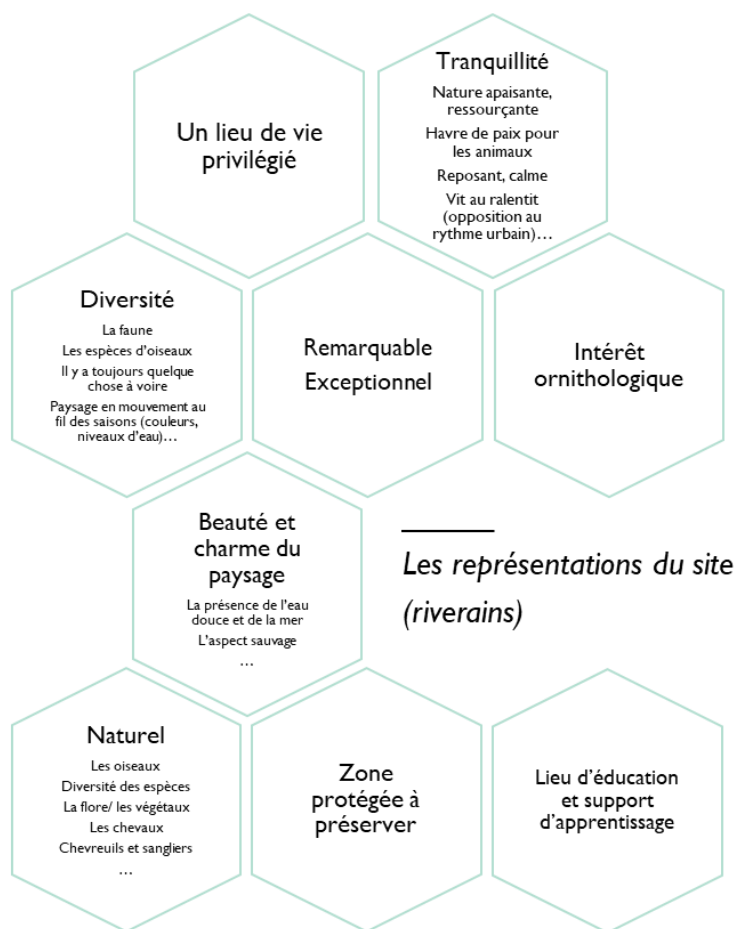 Un lieu de vie
privilégié
Tranquillité
Nature apaisante,
ressourçante
Havre de paix pour
les animaux
Reposant, calme
Vit au ralentit
(opposition au
rythme urbain)…
Diversité
La faune
Les espèces d’oiseaux
Il y a toujours quelque
chose à voire
Paysage en mouvement au
fil des saisons (couleurs,
niveaux d’eau)…
Remarquable
Exceptionnel
Intérêt
ornithologique
Beauté et
charme du
paysage
La présence de l’eau
douce et de la mer
L’aspect sauvage
…
Les représentations du site
(riverains)
Naturel
Les oiseaux
Diversité des espèces
La flore/ les végétaux
Les chevaux
Chevreuils et sangliers
…
Zone
protégée à
préserver
Lieu d’éducation
et support
d’apprentissage